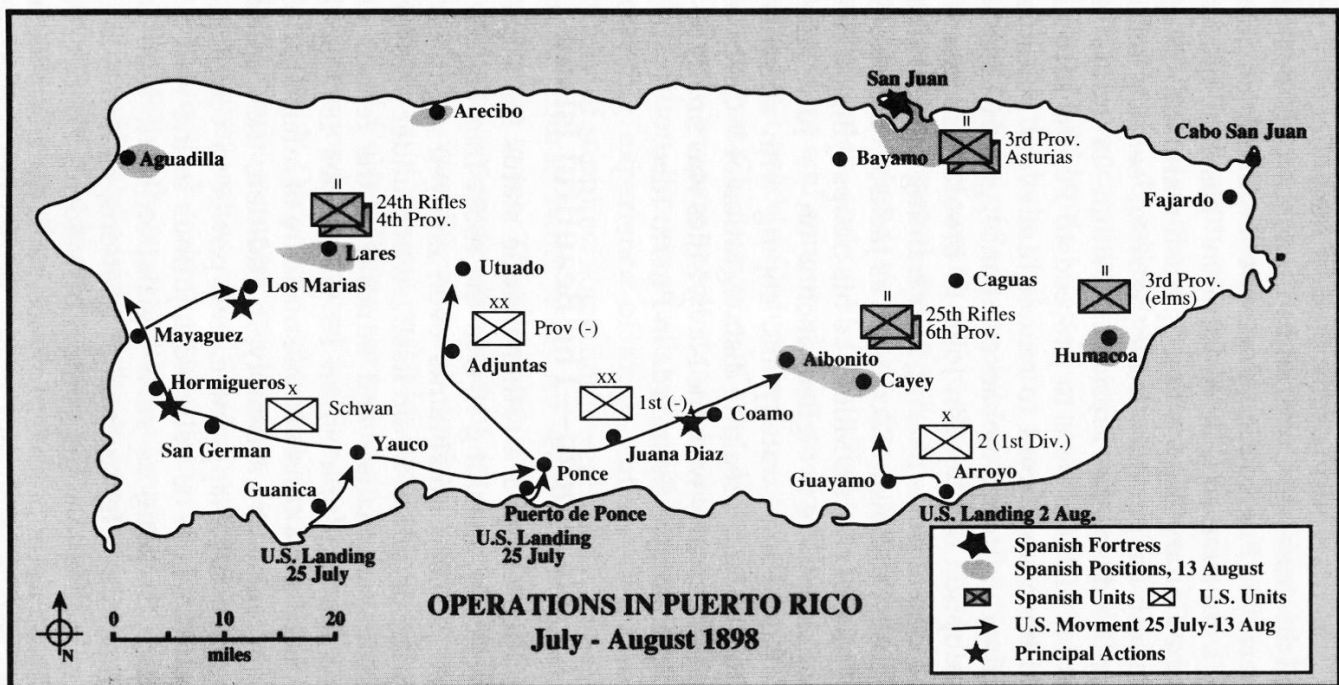 San Juan
Arecibo
II
3rd Prov.
Asturias
Cabo San Juan
Aguadilla
Bayamo
II
24th Rifles
4th Prov.
Fajardo
Lares
Utuado
Los Marias
Caguas
II
3rd Prov.
(elms)
XX
Prov (-)
II
25th Rifles
6th Prov.
Mayaguez
Adjuntas
Aibonito
Humacoa
Hormigueros
X
Schwan
XX
1st (-)
Cayey
Coamo
San German
Yauco
Juana Diaz
X
2 (1st Div.)
Ponce
Guayamo
Arroyo
Guanica
Puerto de Ponce
U.S. Landing 2 Aug.
U.S. Landing
25 July
U.S. Landing
25 July
Spanish Fortress
Spanish Positions, 13 August
Spanish Units
U.S. Units
U.S. Movment 25 July-13 Aug
Principal Actions
OPERATIONS IN PUERTO RICO
July - August 1898
N
0 10 20
miles